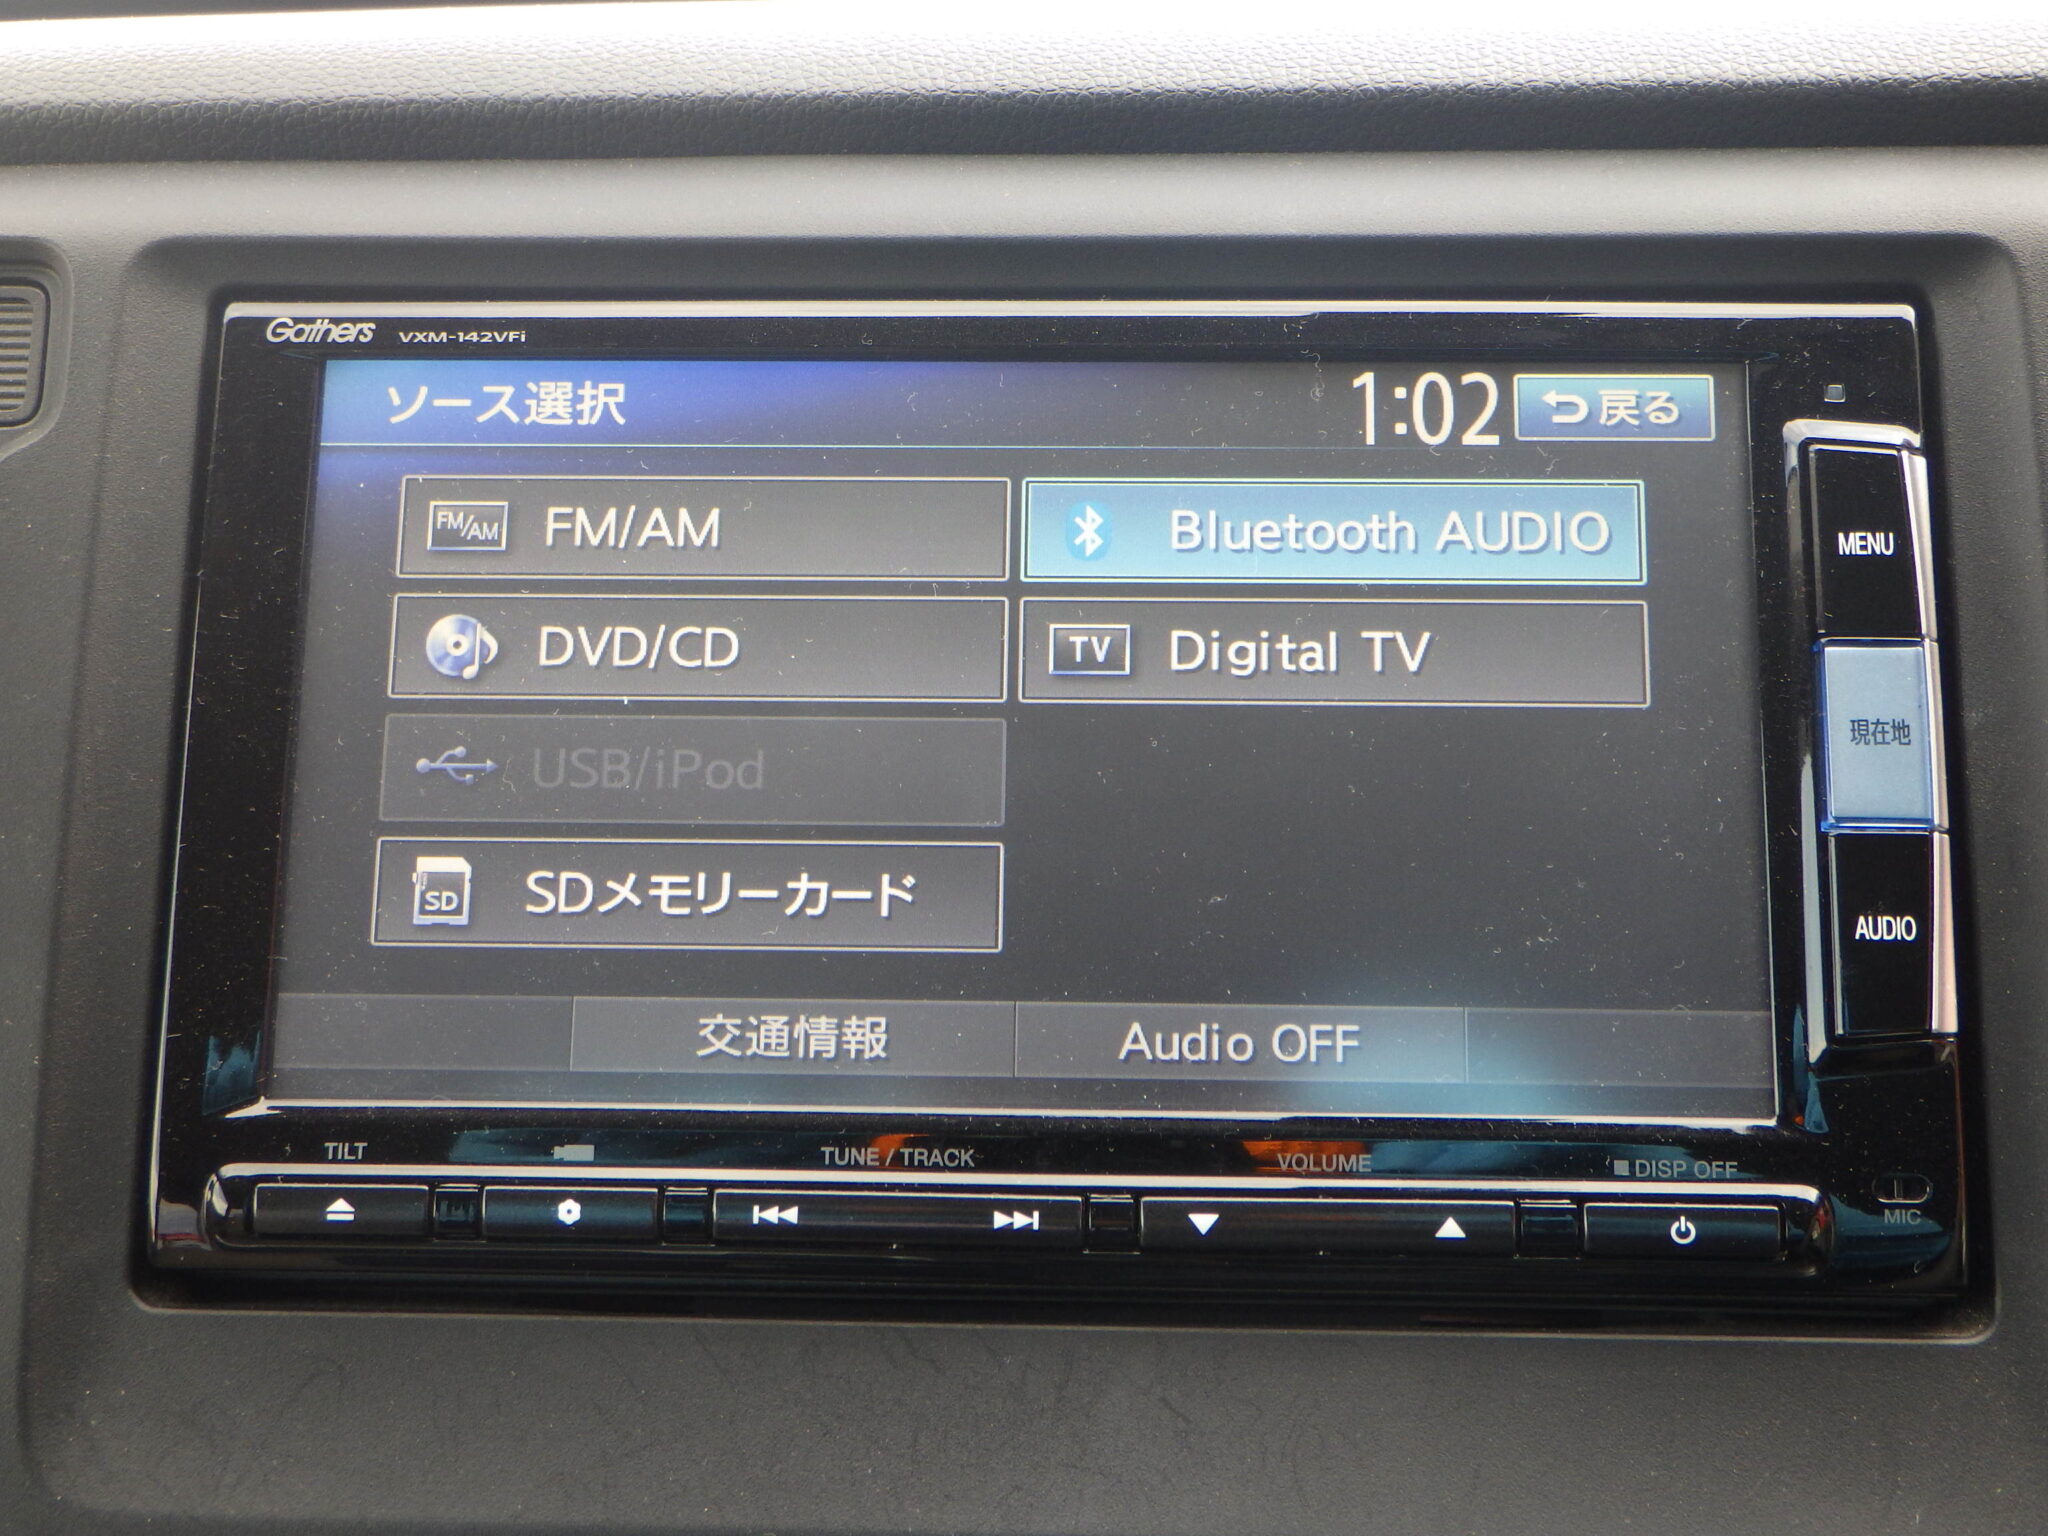 Gathers VXM-142VFi
ソース選択 1:02 戻る
FM/AM FM/AM Bluetooth AUDIO
MENU
DVD/CD TV Digital TV
現在地
USB/iPod
SD SDメモリーカード
AUDIO
交通情報 Audio OFF
TILT TUNE / TRACK VOLUME DISP OFF
MIC